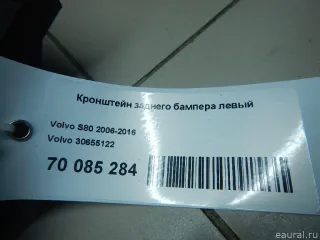 Кронштейн заднего бампера левый
Volvo S80 2006-2016
Volvo 30655122
70 085 284
eaural.ru